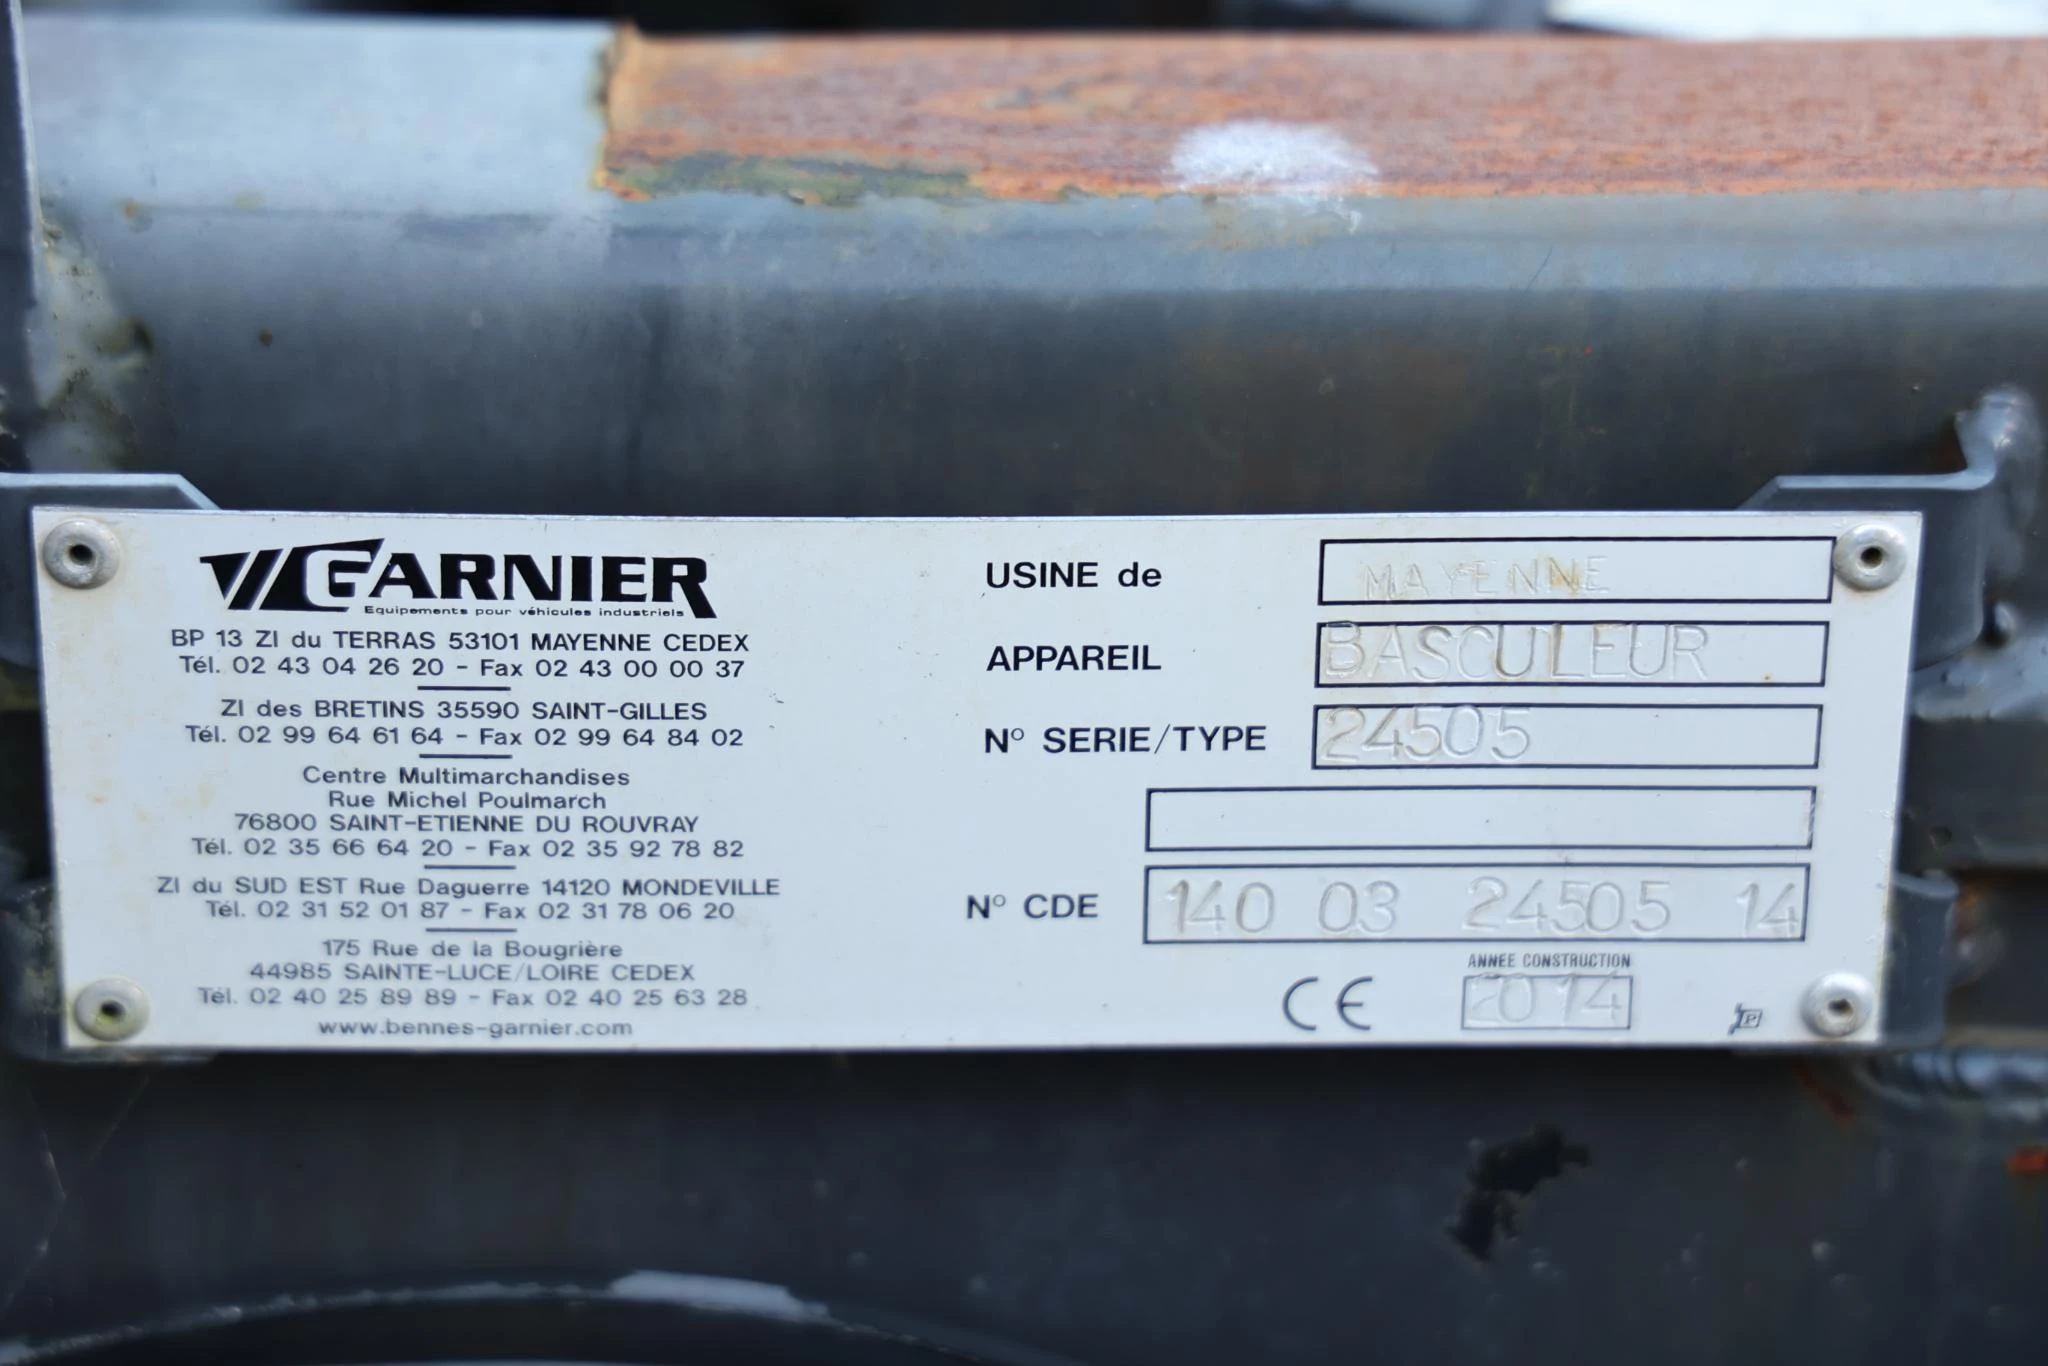 GARNIER
Equipements pour véhicules industriels
BP 13 ZI du TERRAS 53101 MAYENNE CEDEX
Tél. 02 43 04 26 20 - Fax 02 43 00 00 37
ZI des BRETINS 35590 SAINT-GILLES
Tél. 02 99 64 61 64 - Fax 02 99 64 84 02
Centre Multimarchandises
Rue Michel Poulmarch
76800 SAINT-ETIENNE DU ROUVRAY
Tél. 02 35 66 64 20 - Fax 02 35 92 78 82
ZI du SUD EST Rue Daguerre 14120 MONDEVILLE
Tél. 02 31 52 01 87 - Fax 02 31 78 06 20
175 Rue de la Bougrière
44985 SAINTE-LUCE/LOIRE CEDEX
Tél. 02 40 25 89 89 - Fax 02 40 25 63 28
www.bennes-garnier.com
USINE de MAYENNE
APPAREIL BASCULEUR
N° SERIE/TYPE 24505
N° CDE 140 03 24505 14
ANNEE CONSTRUCTION
CE 2014
P